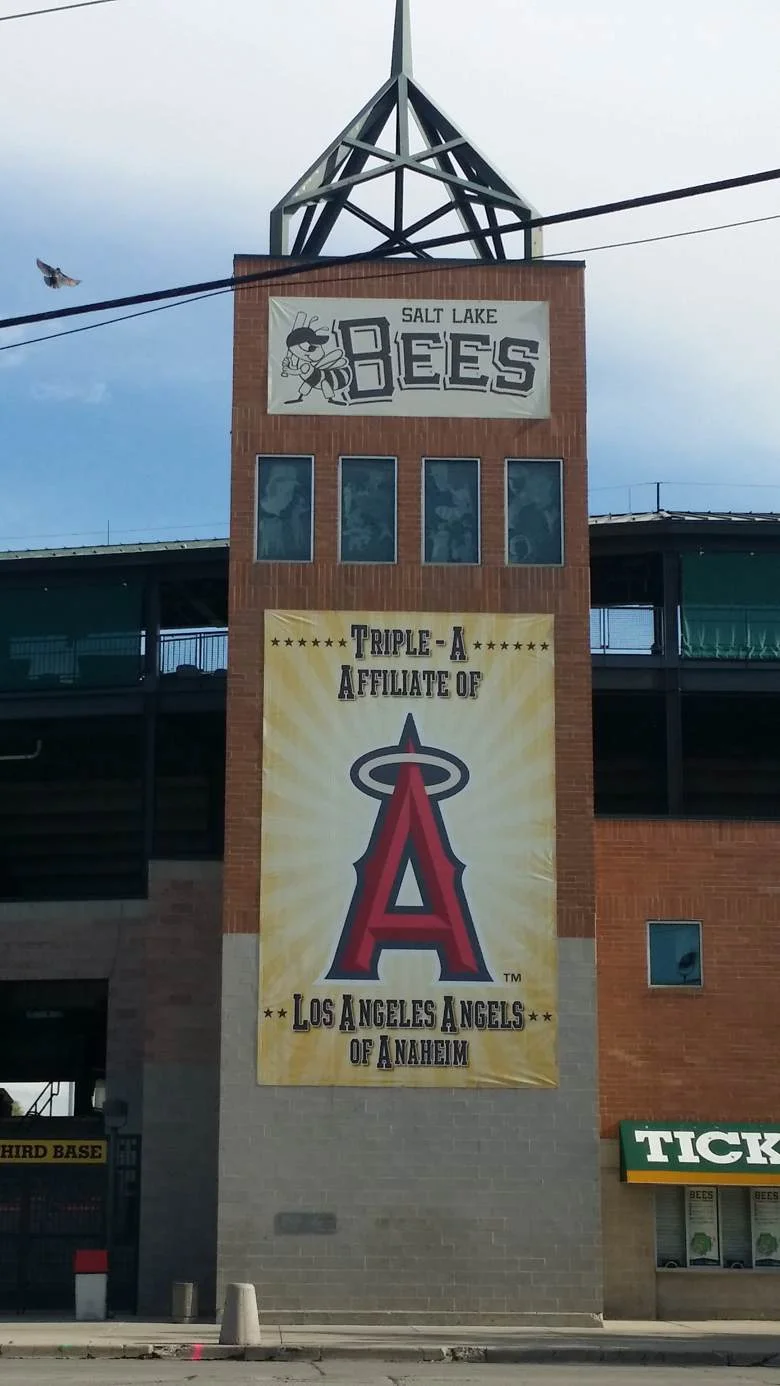 SALT LAKE
BEES
TRIPLE-A
AFFILIATE OF
A
TM
LOS ANGELES ANGELS
OF ANAHEIM
HIRD BASE
TICK
BEES
BEES